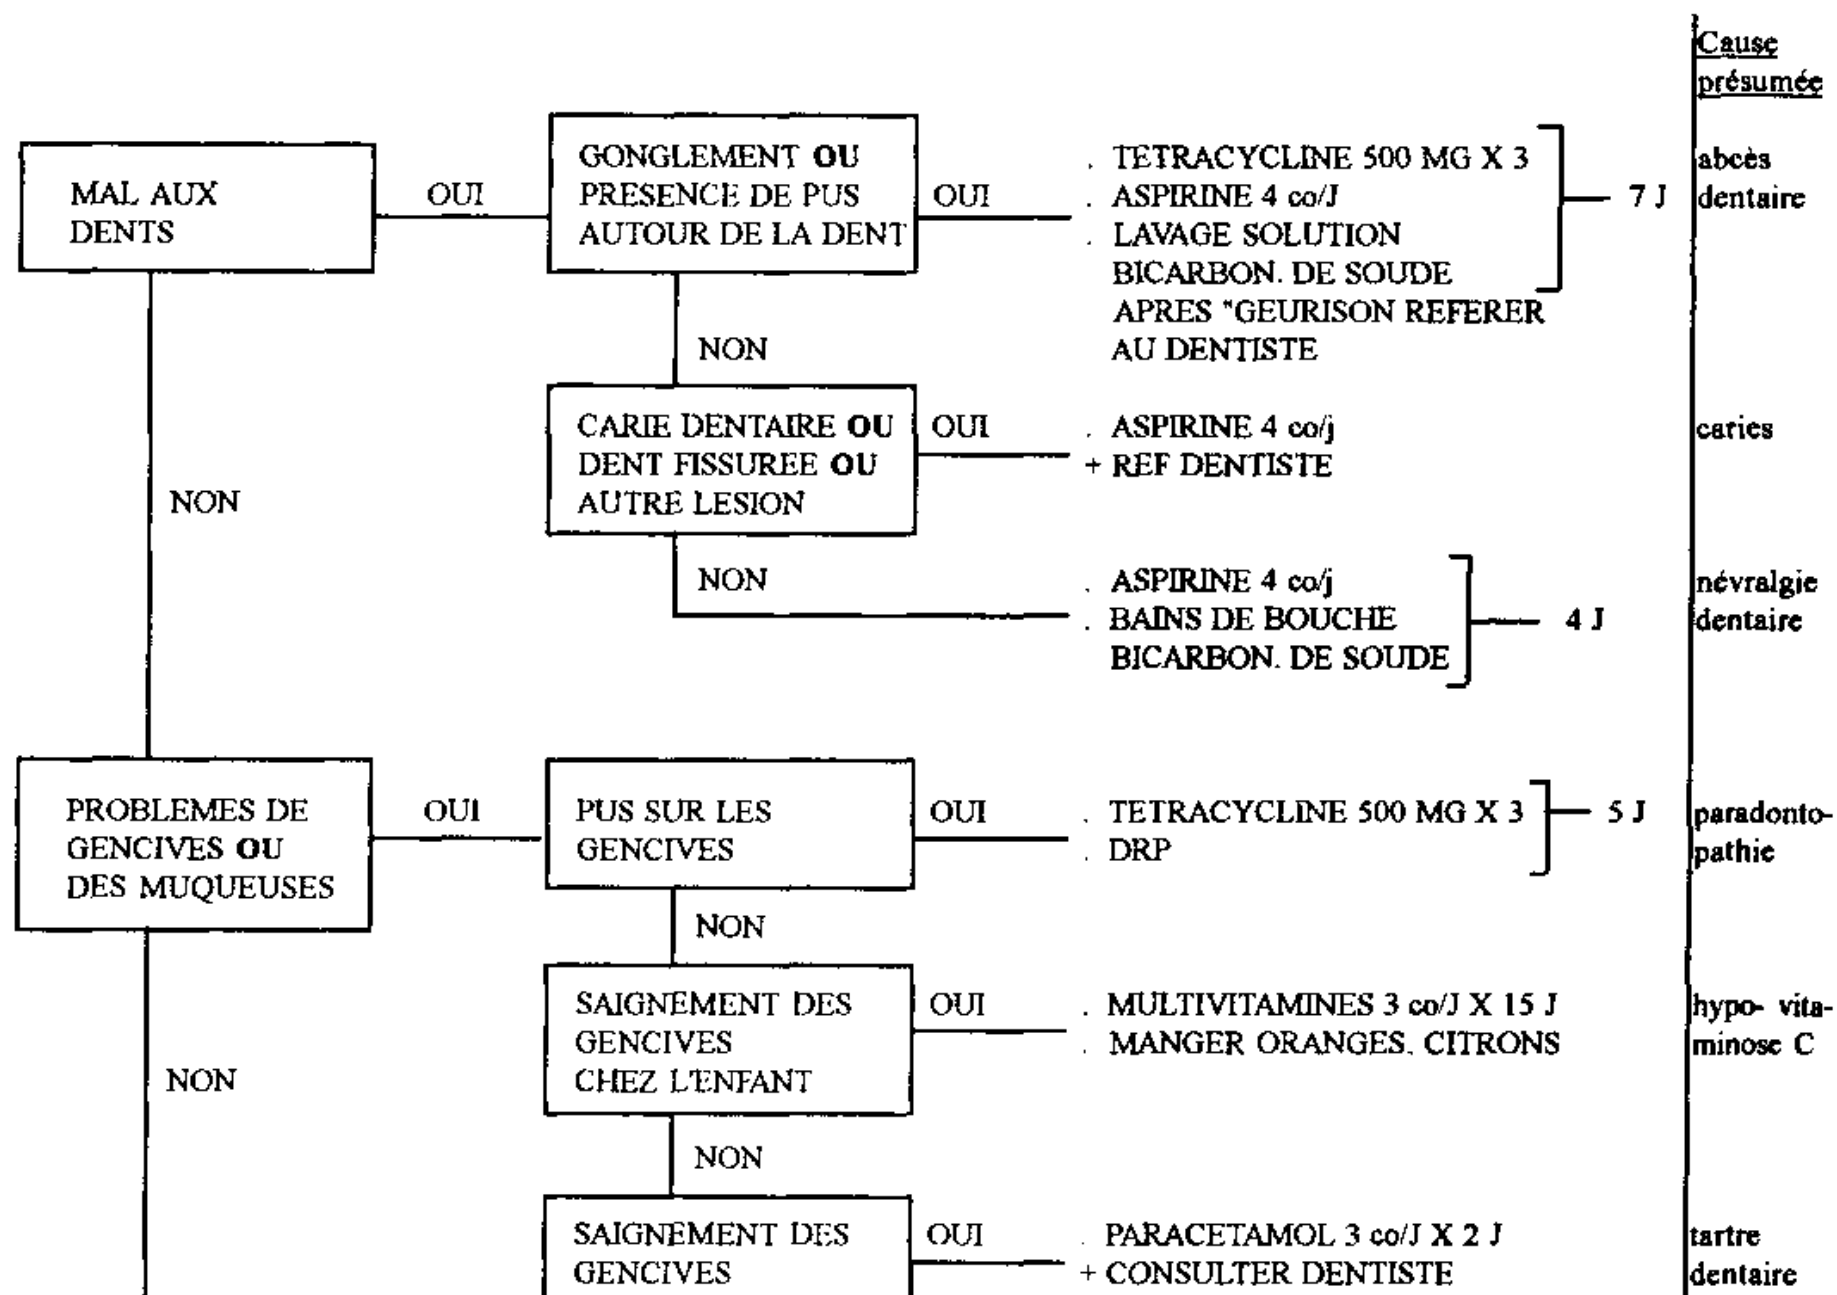 Cause
présumée
MAL AUX
DENTS
OUI
GONGLEMENT OU
PRESENCE DE PUS
AUTOUR DE LA DENT
OUI
. TETRACYCLINE 500 MG X 3
. ASPIRINE 4 co/J
. LAVAGE SOLUTION
BICARBON. DE SOUDE
APRES "GEURISON REFERER
AU DENTISTE
7 J
abcès
dentaire
NON
CARIE DENTAIRE OU
DENT FISSUREE OU
AUTRE LESION
OUI
. ASPIRINE 4 co/j
+ REF DENTISTE
caries
NON
NON
. ASPIRINE 4 co/j
. BAINS DE BOUCHE
BICARBON. DE SOUDE
4 J
névralgie
dentaire
PROBLEMES DE
GENCIVES OU
DES MUQUEUSES
OUI
PUS SUR LES
GENCIVES
OUI
. TETRACYCLINE 500 MG X 3
. DRP
5 J
paradonto-
pathie
NON
SAIGNEMENT DES
GENCIVES
CHEZ L'ENFANT
OUI
. MULTIVITAMINES 3 co/J X 15 J
. MANGER ORANGES. CITRONS
hypo- vita-
minose C
NON
NON
SAIGNEMENT DES
GENCIVES
OUI
. PARACETAMOL 3 co/J X 2 J
+ CONSULTER DENTISTE
tartre
dentaire